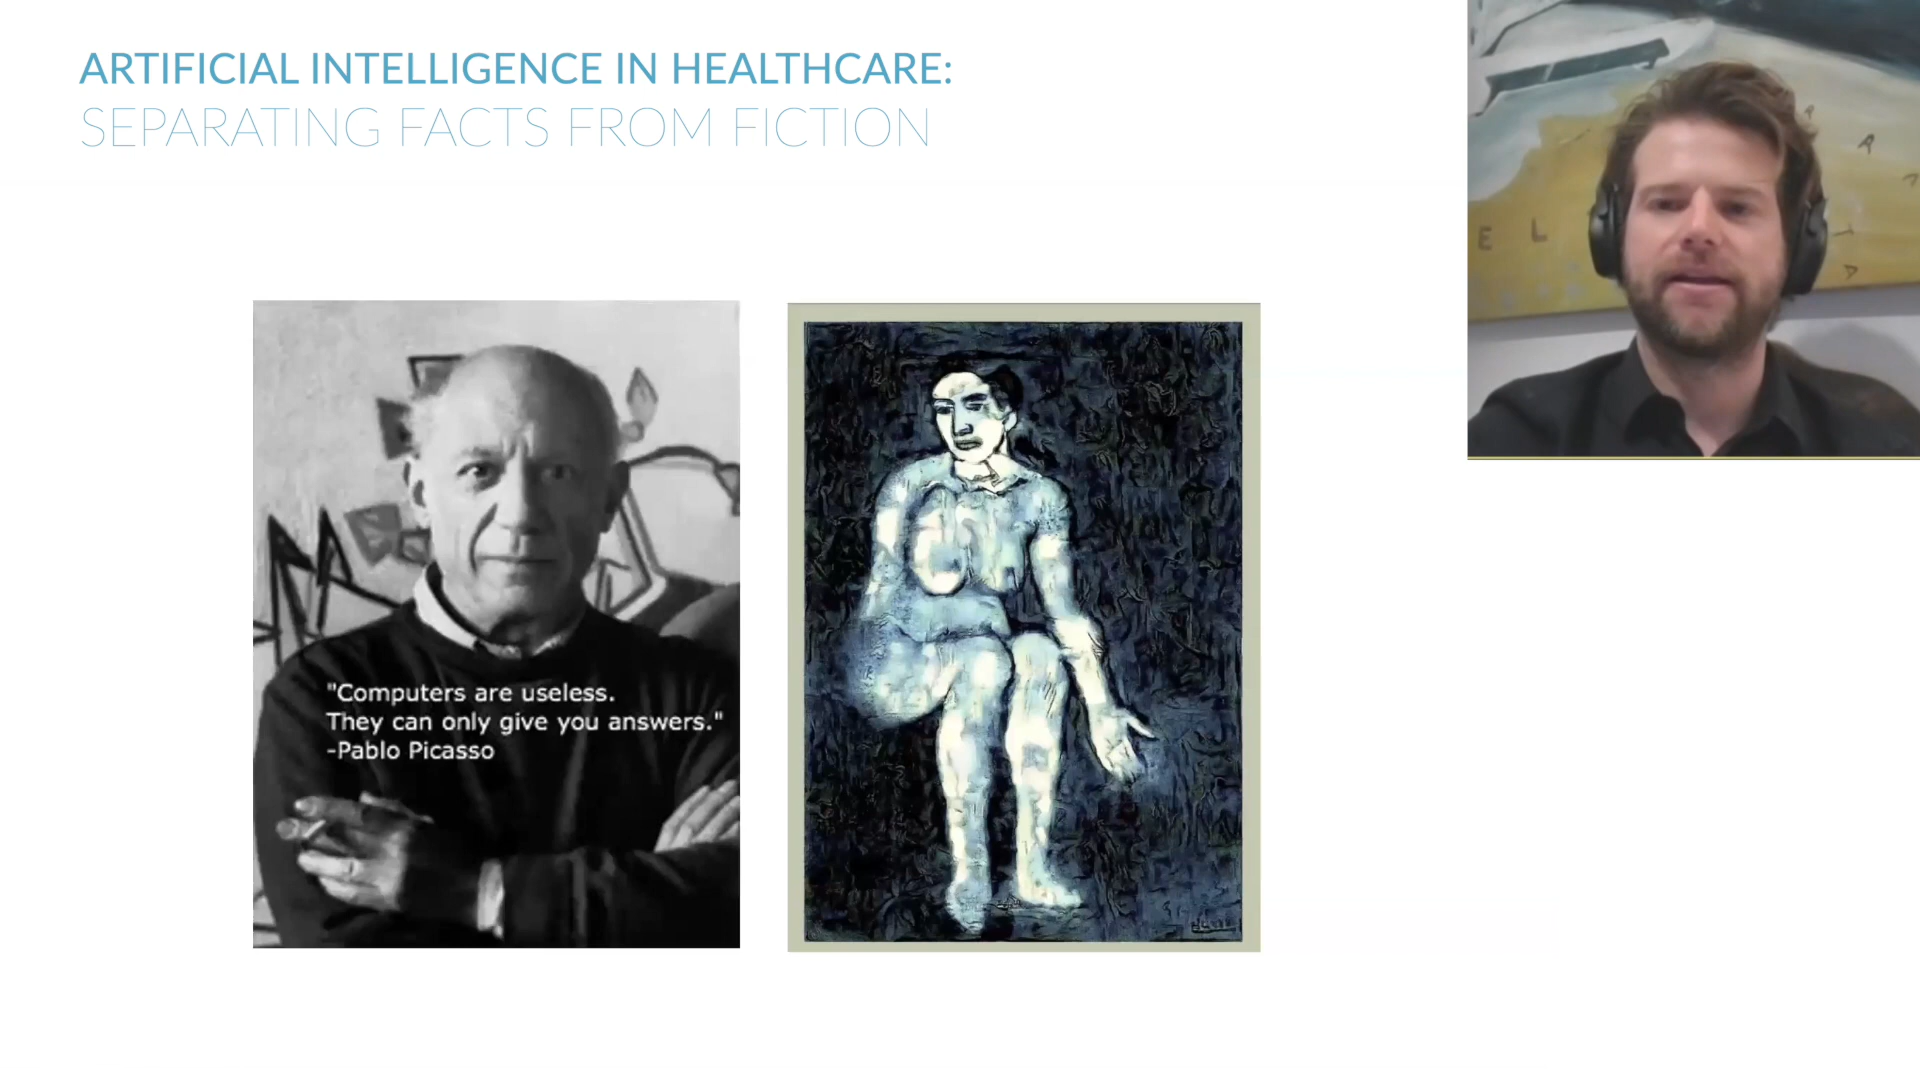 ARTIFICIAL INTELLIGENCE IN HEALTHCARE:
SEPARATING FACTS FROM FICTION
"Computers are useless.
They can only give you answers."
-Pablo Picasso
E L